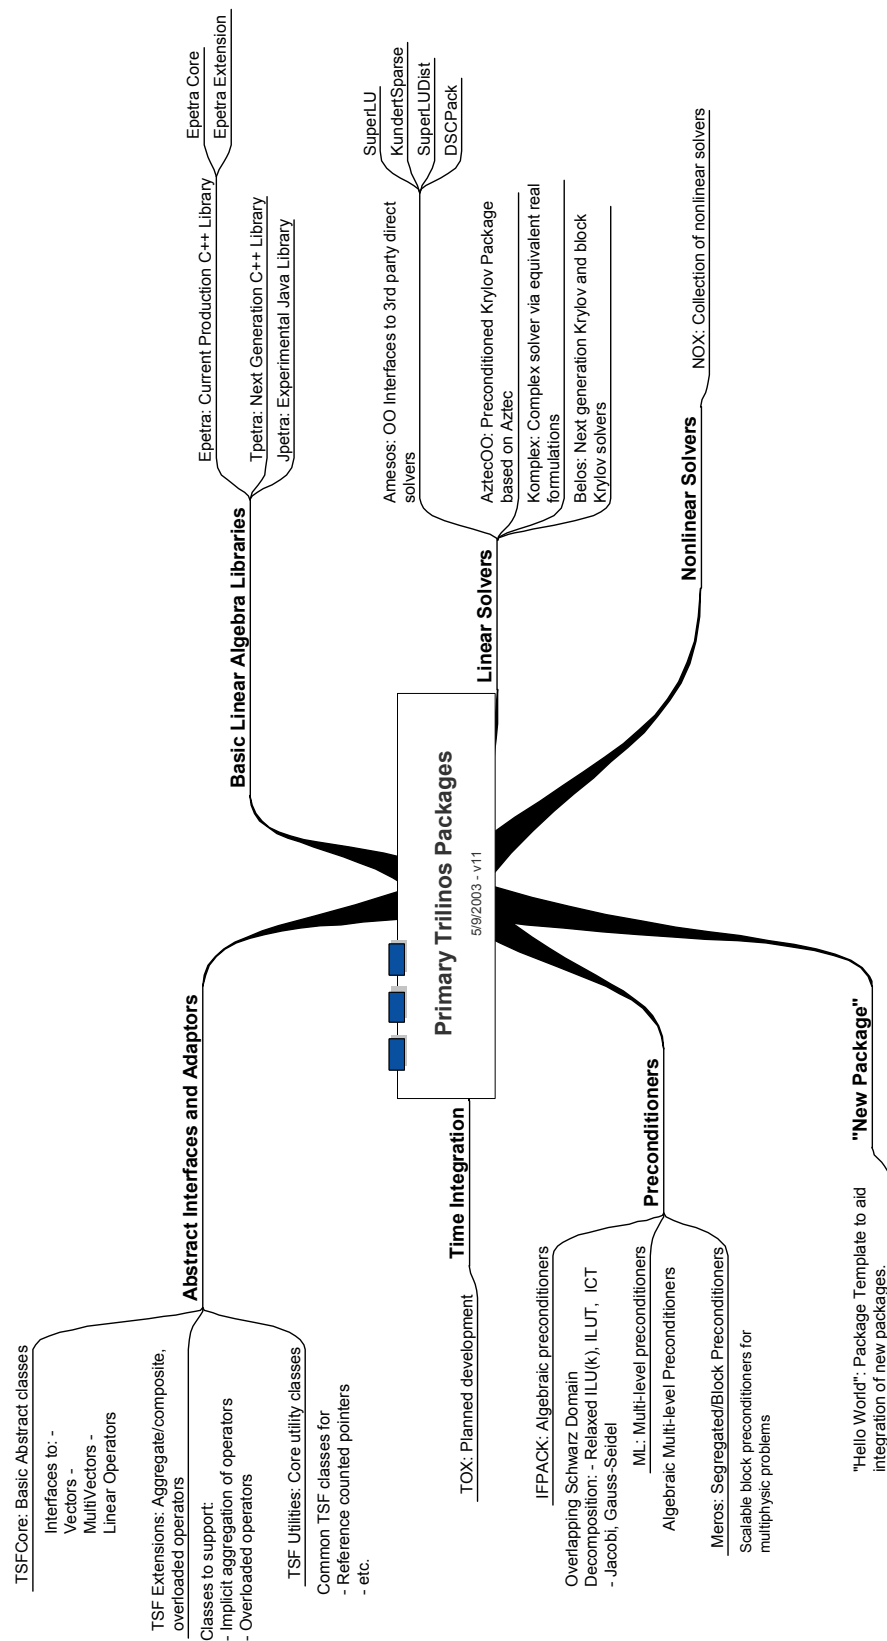 Primary Trilinos Packages
5/9/2003 - v11
Basic Linear Algebra Libraries
Epetra: Current Production C++ Library
Epetra Core
Epetra Extension
Tpetra: Next Generation C++ Library
Jpetra: Experimental Java Library
Linear Solvers
Amesos: OO Interfaces to 3rd party direct
solvers
SuperLU
KundertSparse
SuperLUDist
DSCPack
AztecOO: Preconditioned Krylov Package
based on Aztec
Komplex: Complex solver via equivalent real
formulations
Belos: Next generation Krylov and block
Krylov solvers
Nonlinear Solvers
NOX: Collection of nonlinear solvers
Abstract Interfaces and Adaptors
TSFCore: Basic Abstract classes
Interfaces to: -
Vectors -
MultiVectors -
Linear Operators
TSF Extensions: Aggregate/composite,
overloaded operators
Classes to support:
- Implicit aggregation of operators
- Overloaded operators
TSF Utilities: Core utility classes
Common TSF classes for
- Reference counted pointers
- etc.
Time Integration
TOX: Planned development
Preconditioners
IFPACK: Algebraic preconditioners
Overlapping Schwarz Domain
Decomposition: - Relaxed ILU(k), ILUT, ICT
- Jacobi, Gauss-Seidel
ML: Multi-level preconditioners
Algebraic Multi-level Preconditioners
Meros: Segregated/Block Preconditioners
Scalable block preconditioners for
multiphysic problems
"New Package"
"Hello World": Package Template to aid
integration of new packages.